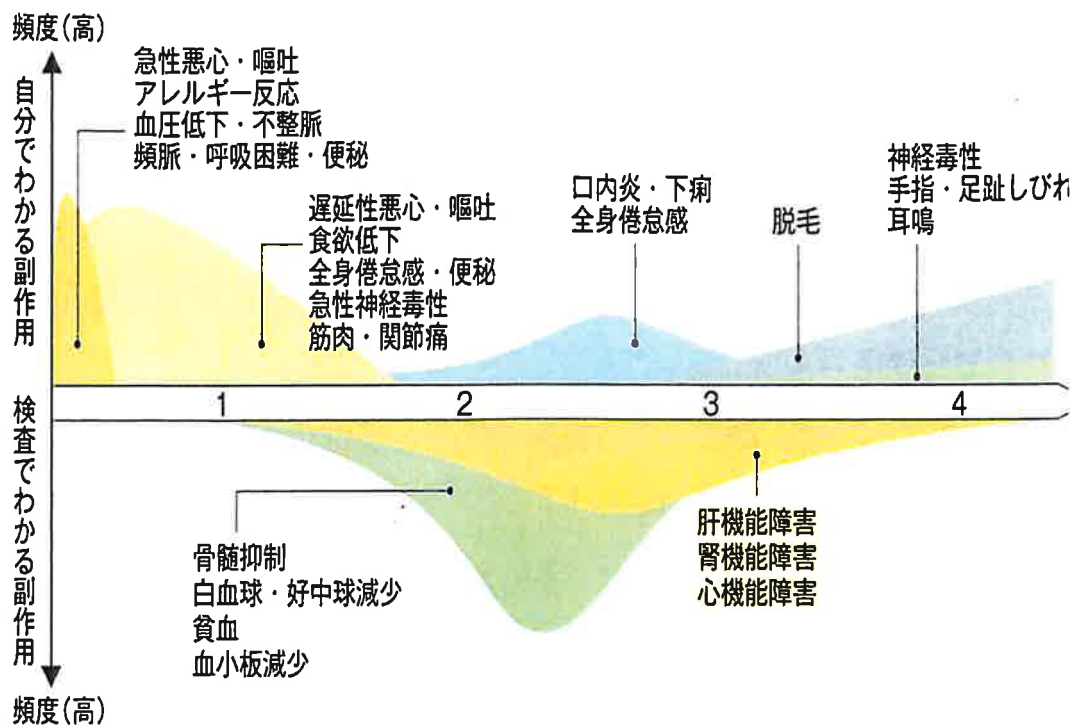 頻度(高)
自分でわかる副作用
急性悪心・嘔吐
アレルギー反応
血圧低下・不整脈
頻脈・呼吸困難・便秘
遅延性悪心・嘔吐
食欲低下
全身倦怠感・便秘
急性神経毒性
筋肉・関節痛
口内炎・下痢
全身倦怠感
脱毛
神経毒性
手指・足趾しびれ
耳鳴
1 2 3 4
検査でわかる副作用
骨髄抑制
白血球・好中球減少
貧血
血小板減少
肝機能障害
腎機能障害
心機能障害
頻度(高)